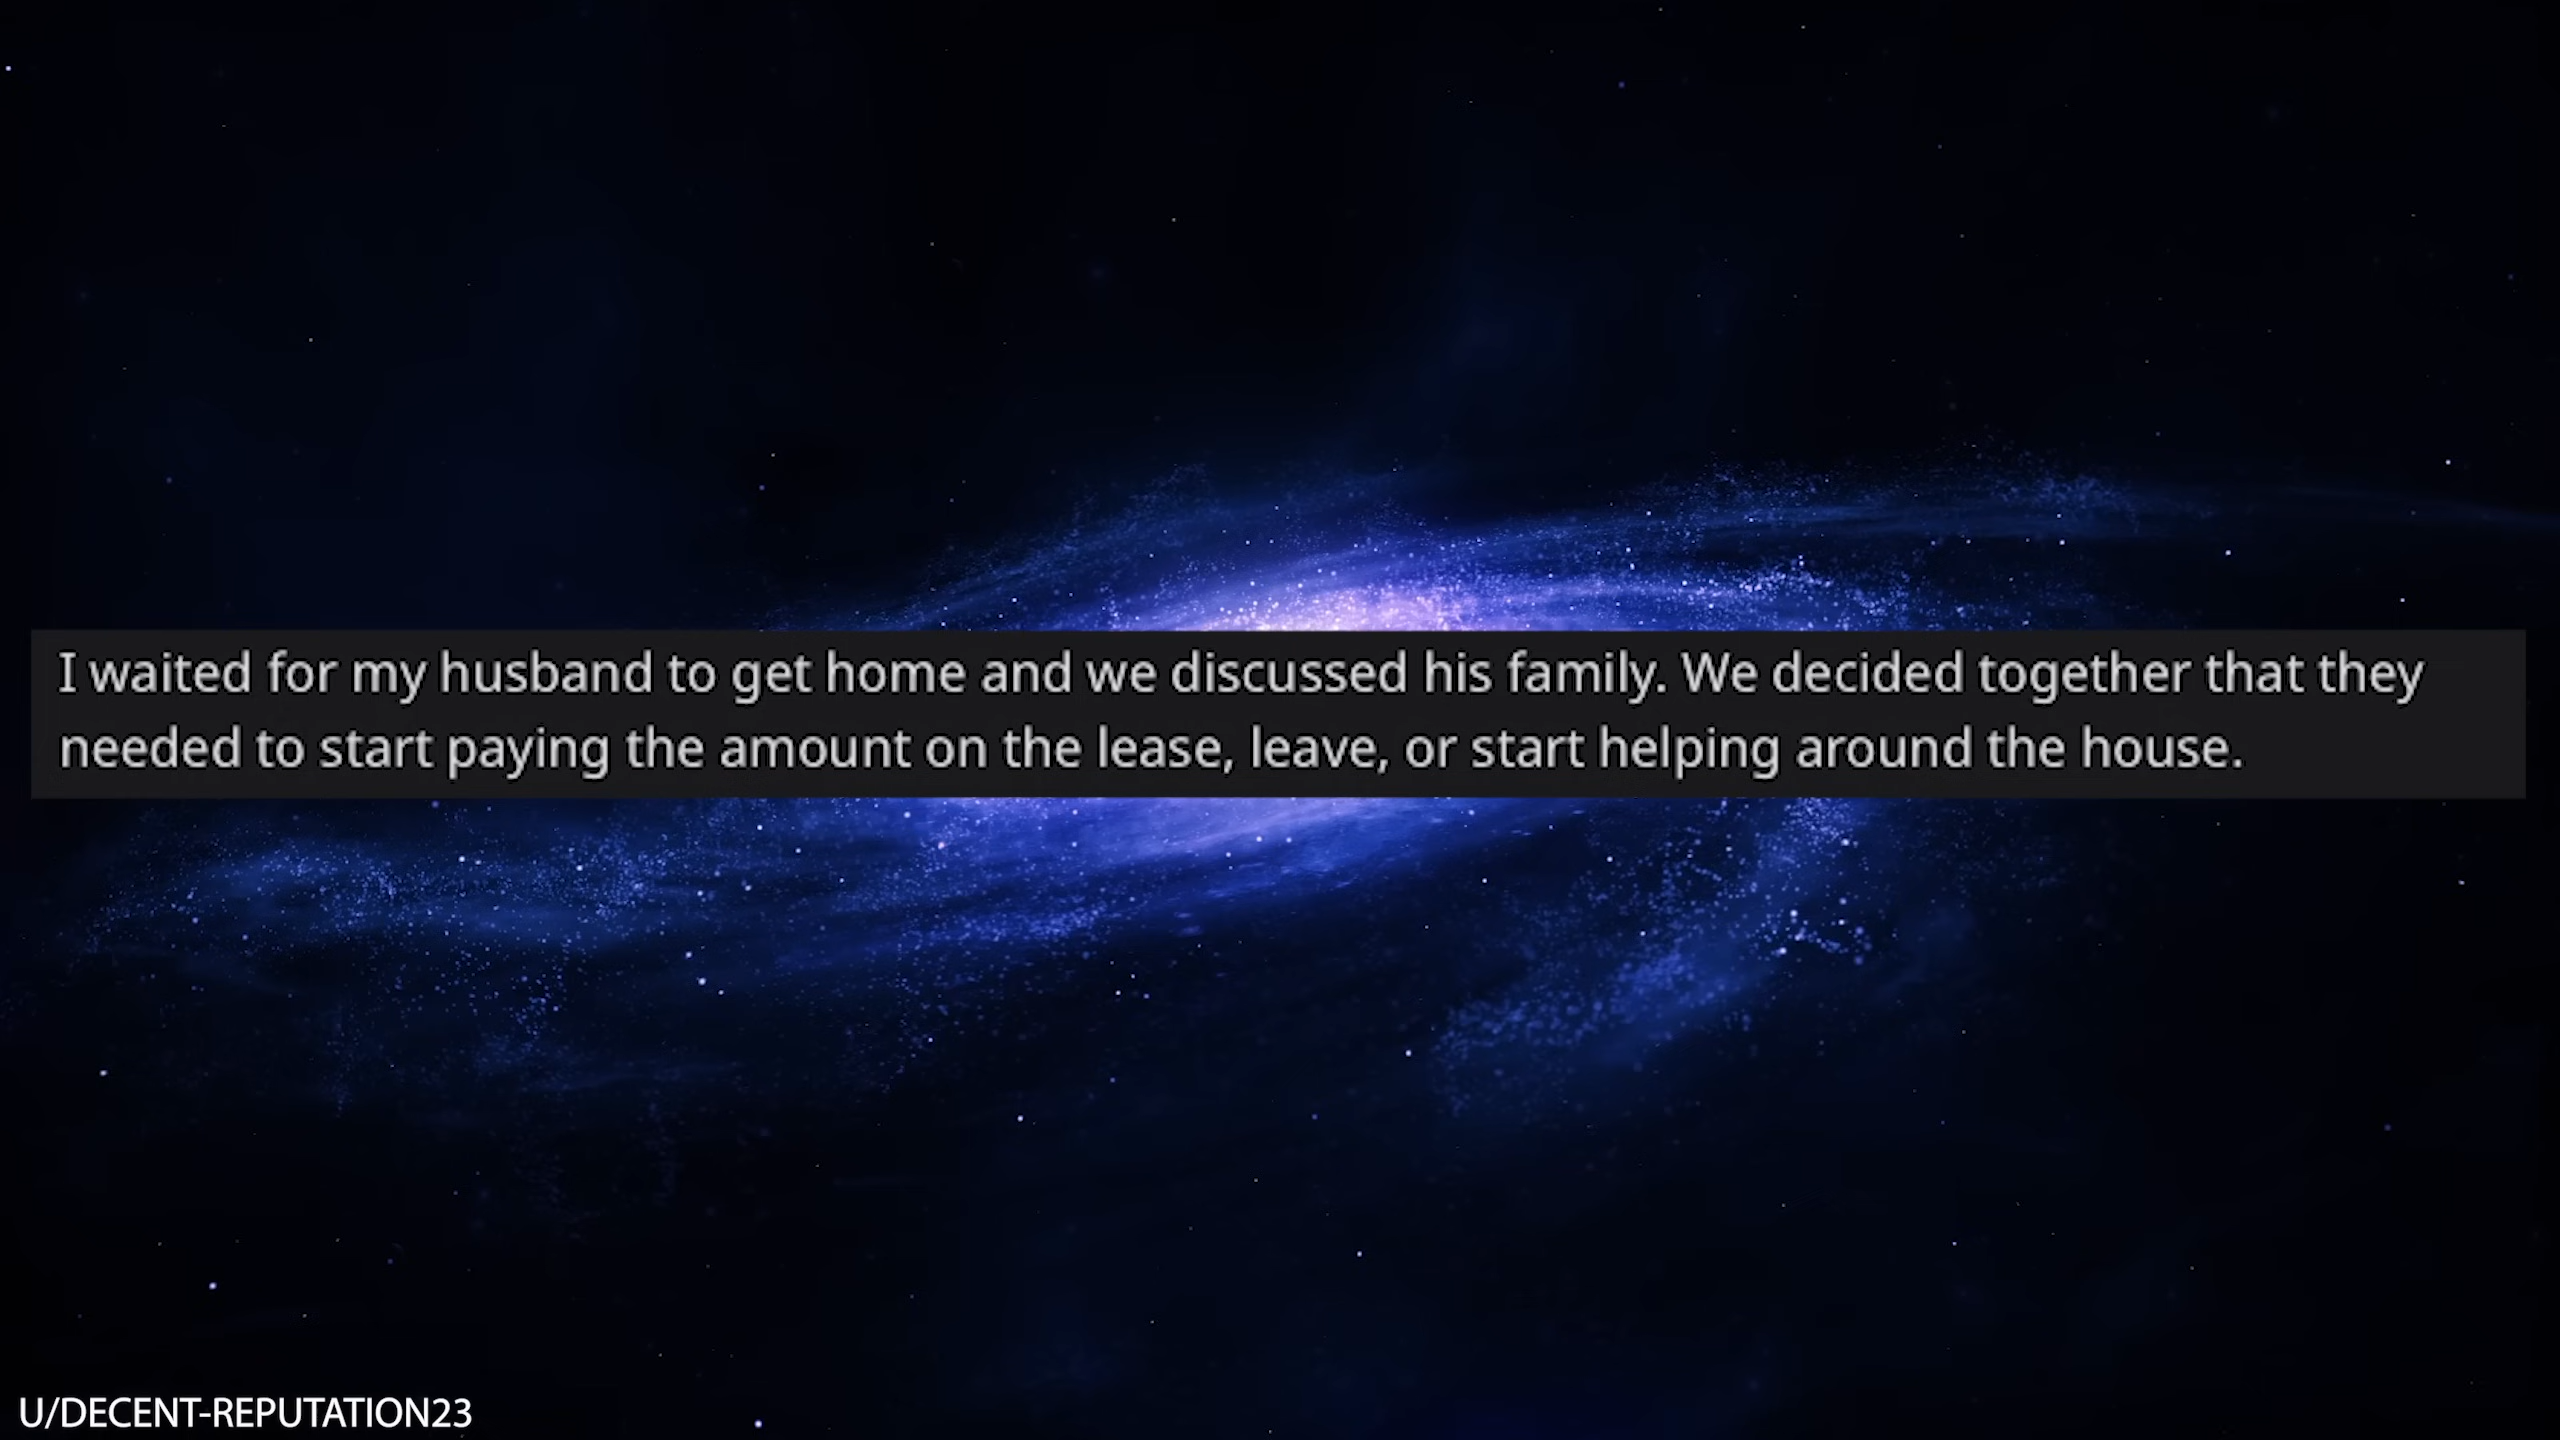 I waited for my husband to get home and we discussed his family. We decided together that they
needed to start paying the amount on the lease, leave, or start helping around the house.
U/DECENT-REPUTATION23